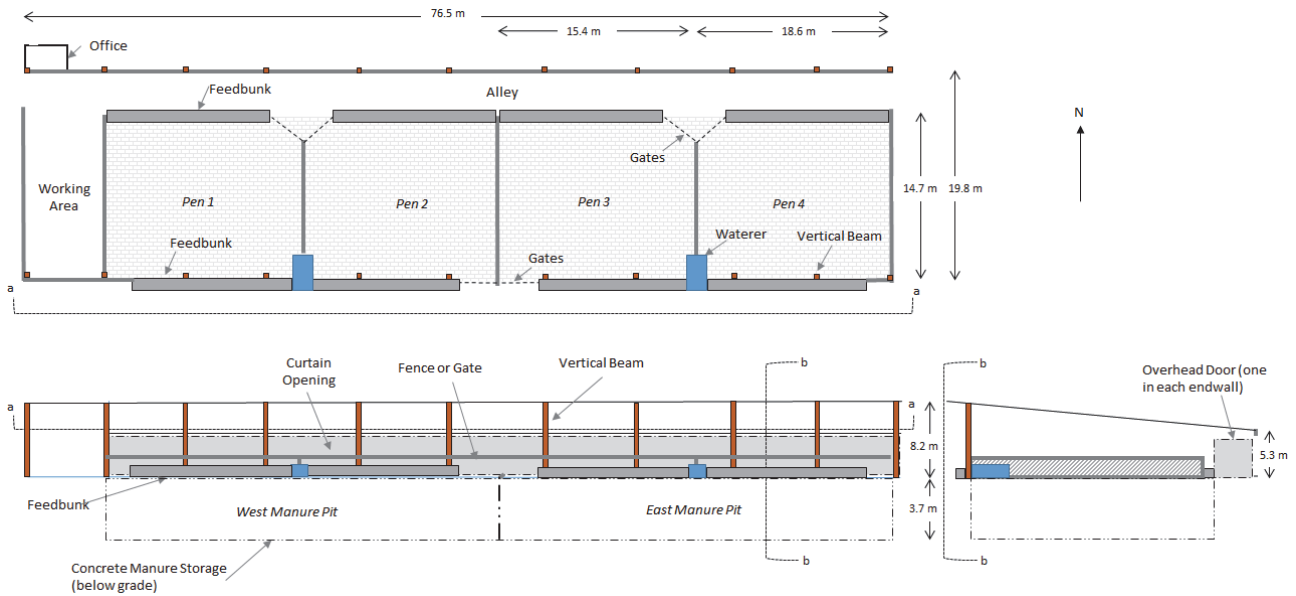 76.5 m
15.4 m
18.6 m
Office
Feedbunk
Alley
N
Gates
Working
Area
Pen 1
Pen 2
Pen 3
Pen 4
14.7 m
19.8 m
Feedbunk
Waterer
Vertical Beam
Gates
a
a
Curtain
Opening
Fence or Gate
Vertical Beam
b
b
Overhead Door (one
in each endwall)
a
a
8.2 m
5.3 m
Feedbunk
West Manure Pit
East Manure Pit
3.7 m
b
b
Concrete Manure Storage
(below grade)